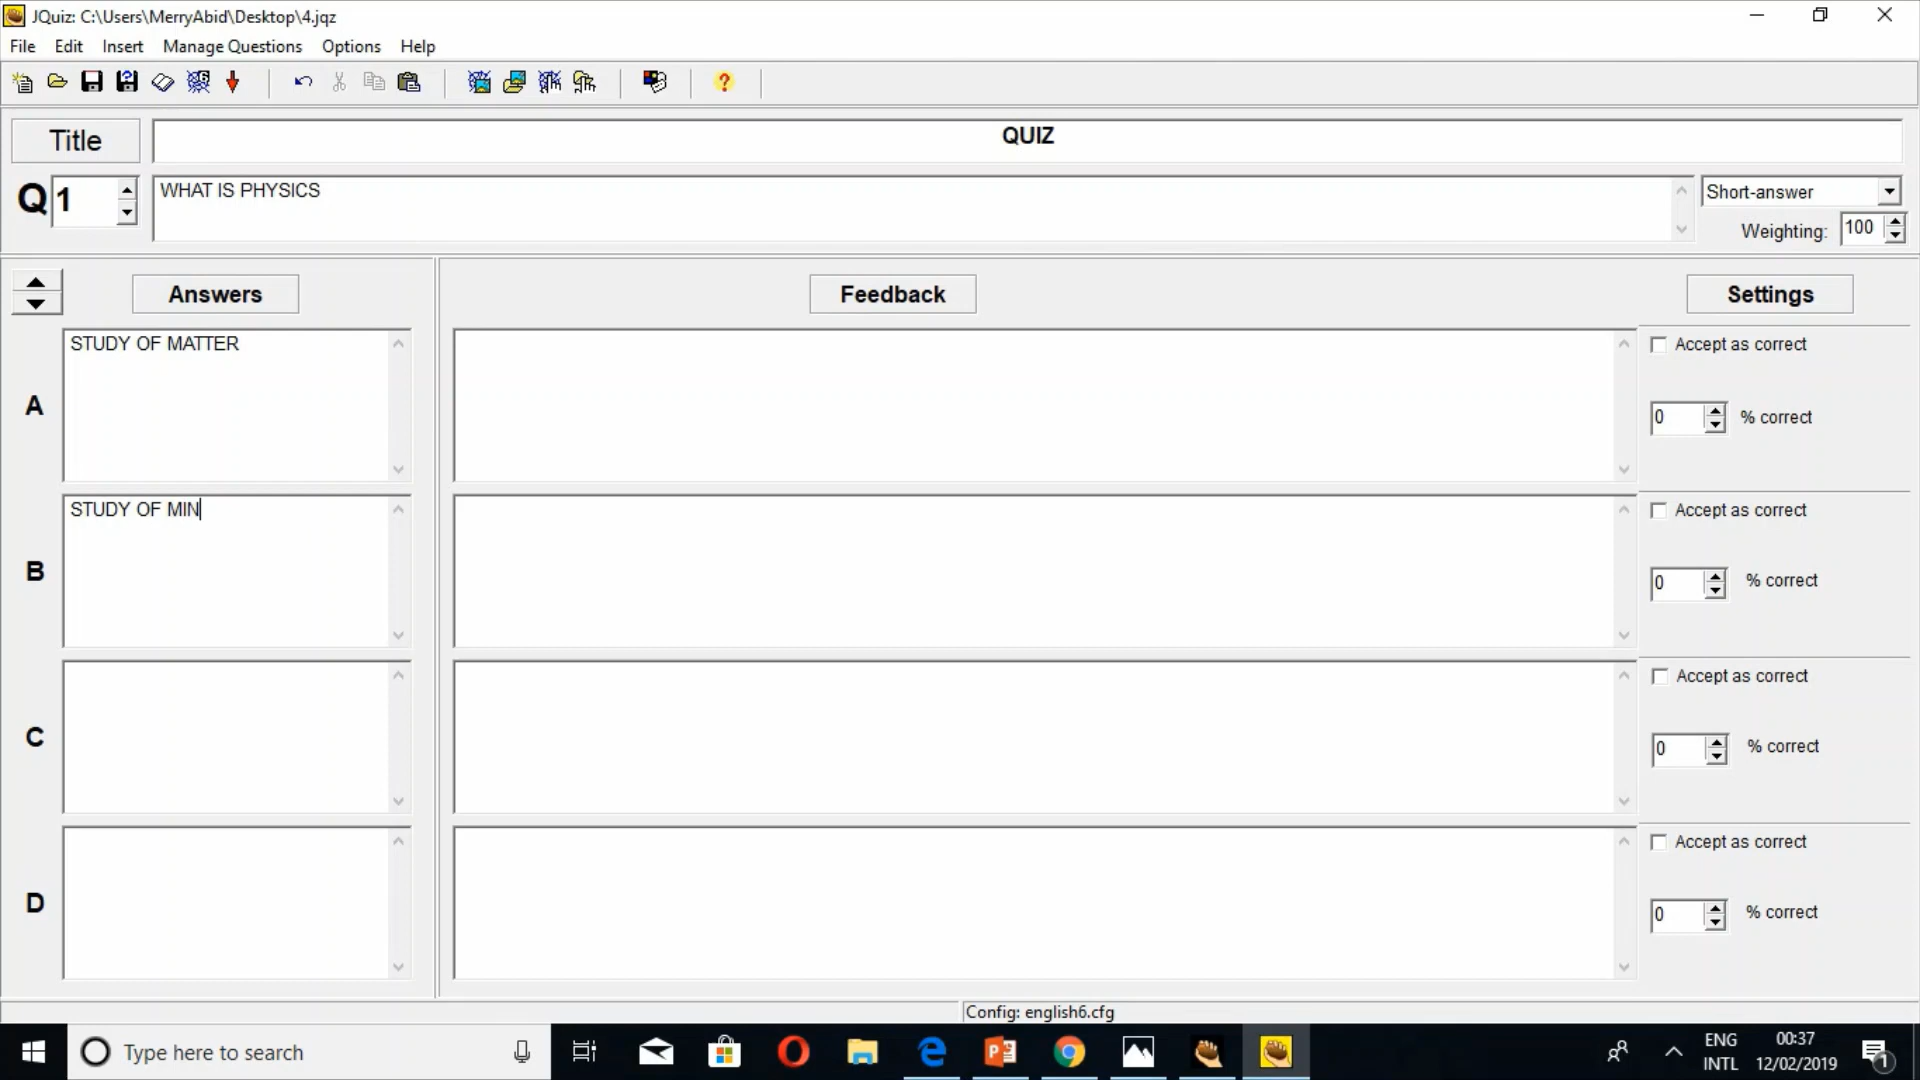 JQuiz: C:\Users\MerryAbid\Desktop\4.jqz
File Edit Insert Manage Questions Options Help
Title
QUIZ
Q 1
WHAT IS PHYSICS
Short-answer
Weighting: 100
Answers
Feedback
Settings
A
STUDY OF MATTER
Accept as correct
0 % correct
B
STUDY OF MIN
Accept as correct
0 % correct
C
Accept as correct
0 % correct
D
Accept as correct
0 % correct
Config: english6.cfg
Type here to search
ENG
INTL
00:37
12/02/2019
1